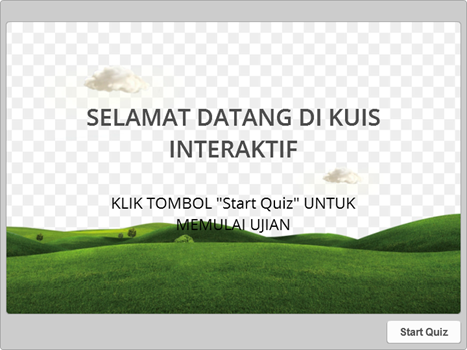 SELAMAT DATANG DI KUIS
INTERAKTIF
KLIK TOMBOL "Start Quiz" UNTUK
MEMULAI UJIAN
Start Quiz